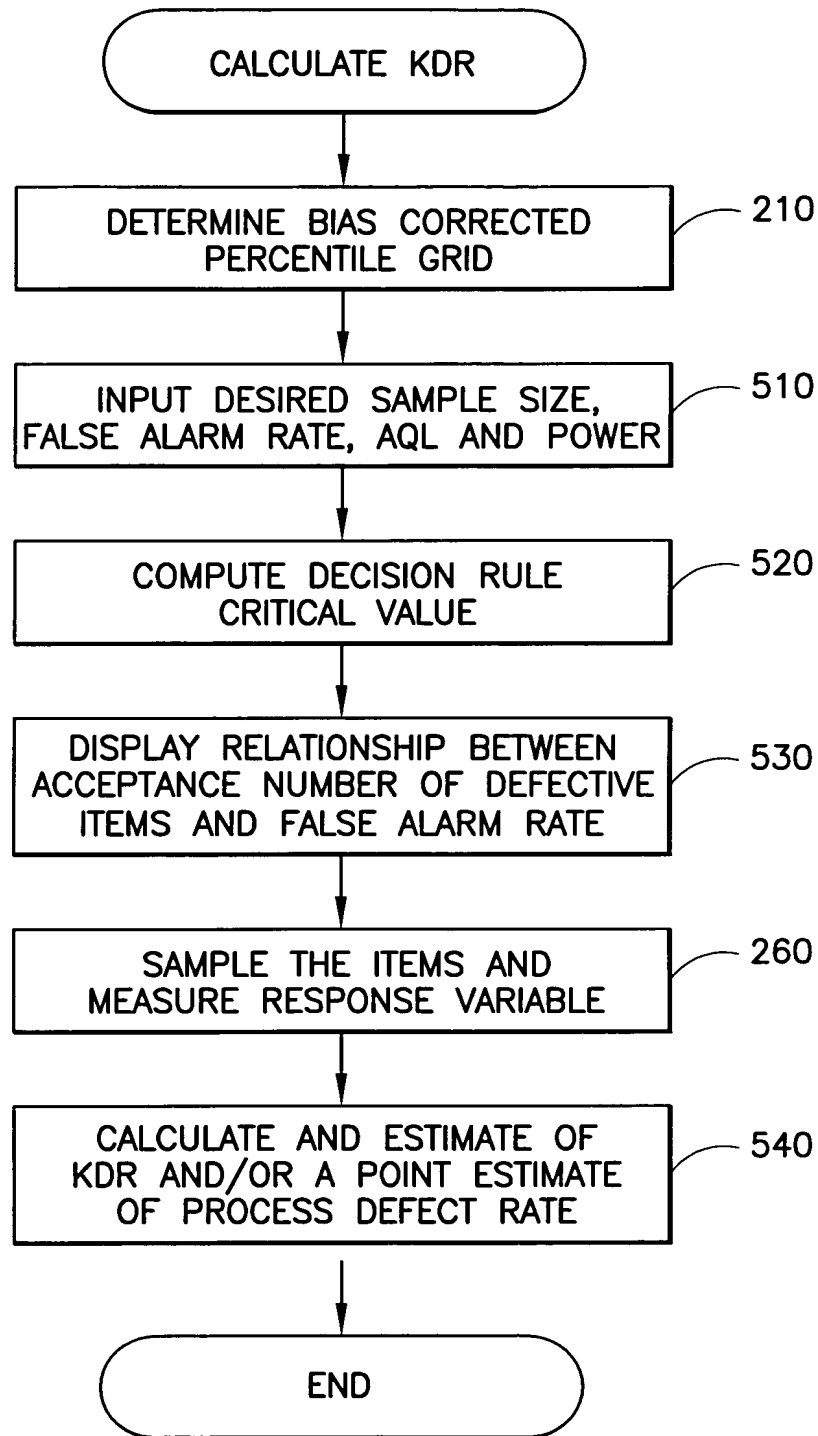 CALCULATE KDR
DETERMINE BIAS CORRECTED
PERCENTILE GRID
210
INPUT DESIRED SAMPLE SIZE,
FALSE ALARM RATE, AQL AND POWER
510
COMPUTE DECISION RULE
CRITICAL VALUE
520
DISPLAY RELATIONSHIP BETWEEN
ACCEPTANCE NUMBER OF DEFECTIVE
ITEMS AND FALSE ALARM RATE
530
SAMPLE THE ITEMS AND
MEASURE RESPONSE VARIABLE
260
CALCULATE AND ESTIMATE OF
KDR AND/OR A POINT ESTIMATE
OF PROCESS DEFECT RATE
540
END